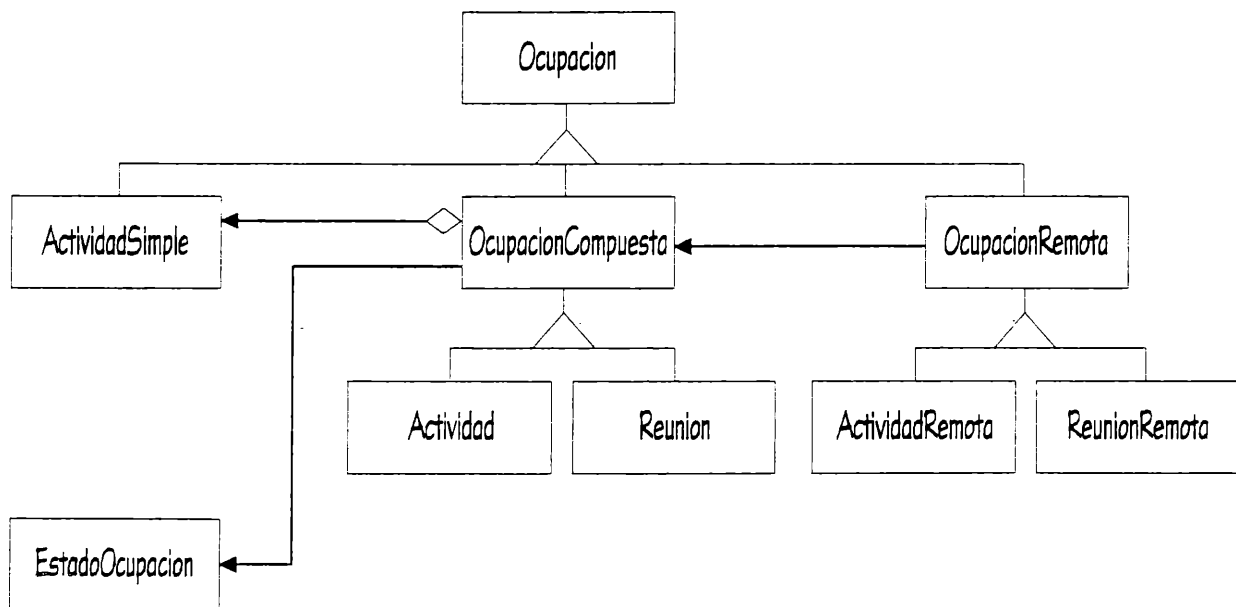 Ocupacion
ActividadSimple
OcupacionCompuesta
OcupacionRemota
Actividad
Reunion
ActividadRemota
ReunionRemota
EstadoOcupacion